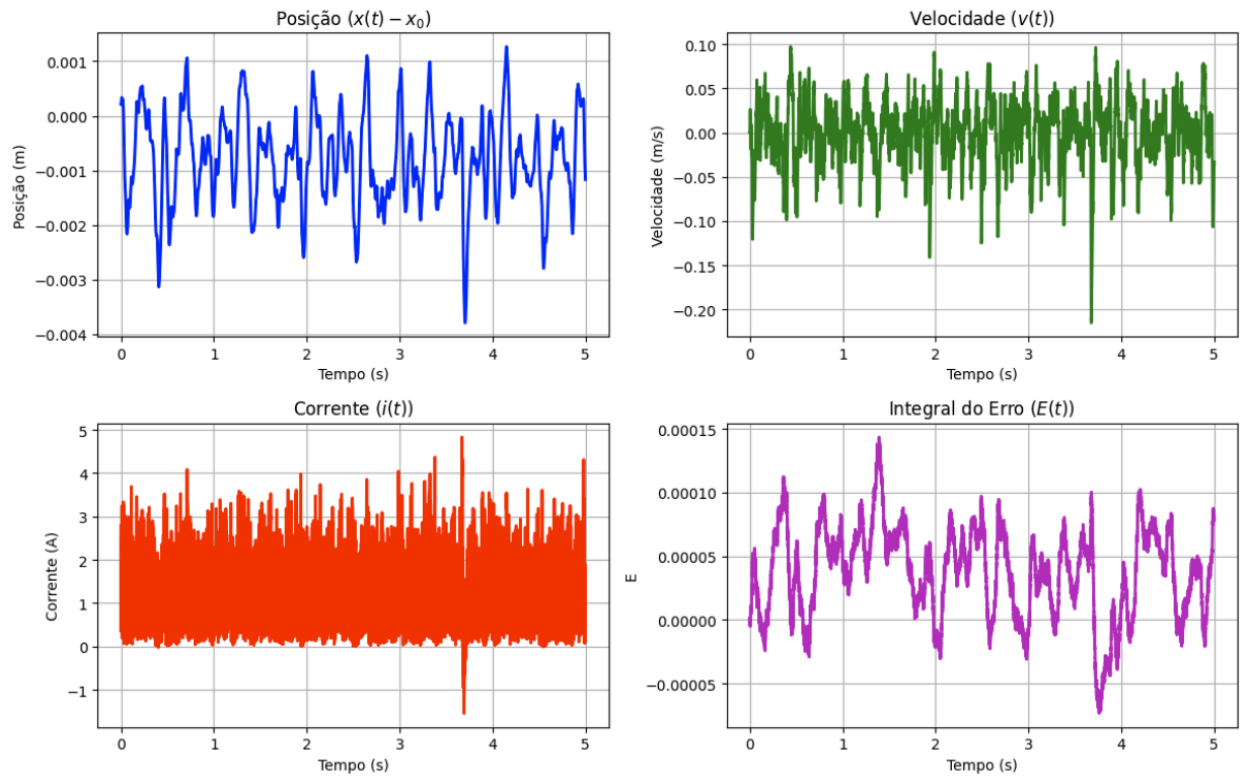 Posição (x(t) − x₀)
Posição (m)
0.001
0.000
−0.001
−0.002
−0.003
−0.004
0 1 2 3 4 5
Tempo (s)
Velocidade (v(t))
Velocidade (m/s)
0.10
0.05
0.00
−0.05
−0.10
−0.15
−0.20
0 1 2 3 4 5
Tempo (s)
Corrente (i(t))
Corrente (A)
5
4
3
2
1
0
−1
0 1 2 3 4 5
Tempo (s)
Integral do Erro (E(t))
E
0.00015
0.00010
0.00005
0.00000
−0.00005
0 1 2 3 4 5
Tempo (s)